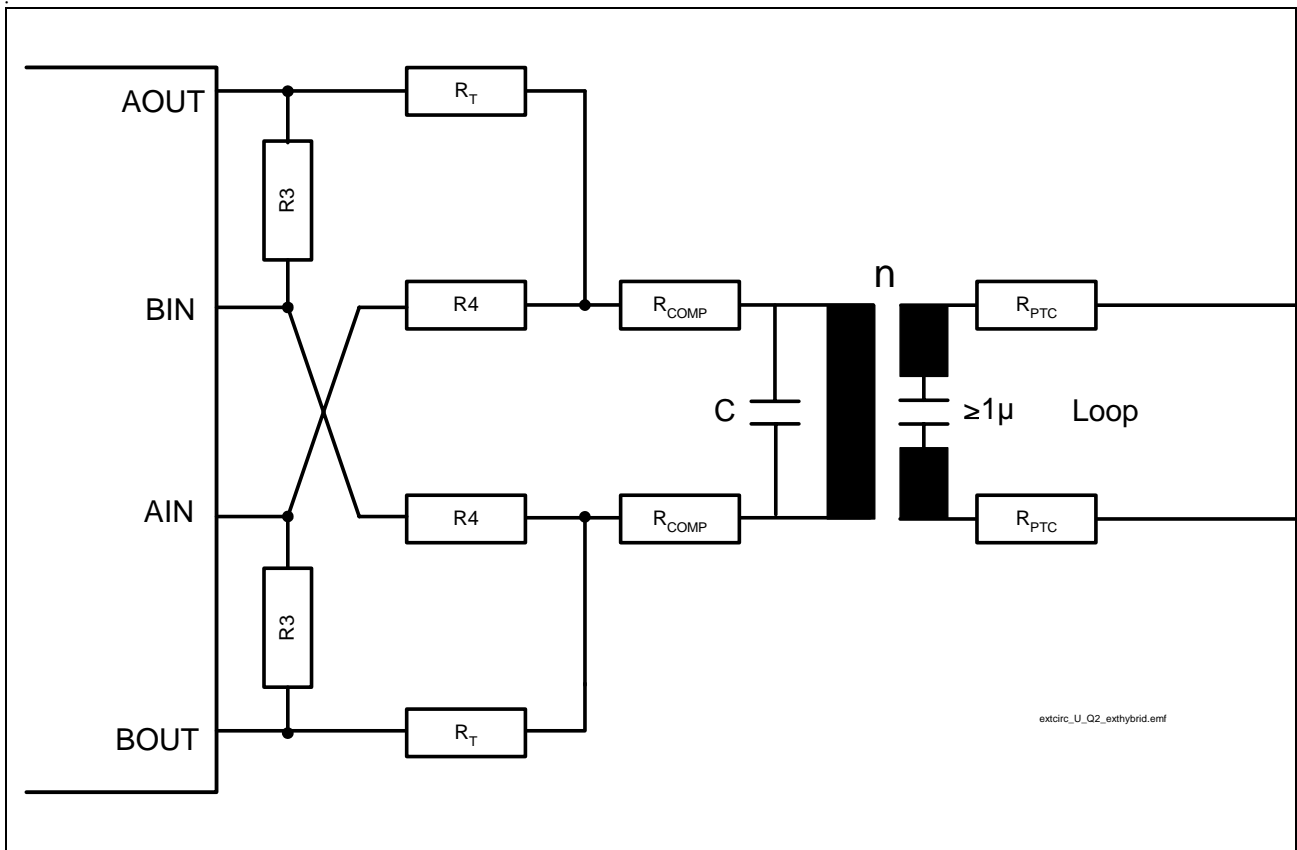 AOUT
R_T
R3
BIN
R4
R_COMP
n
R_PTC
C
≥1µ
Loop
AIN
R4
R_COMP
R_PTC
R3
BOUT
R_T
extcirc_U_Q2_exthybrid.emf